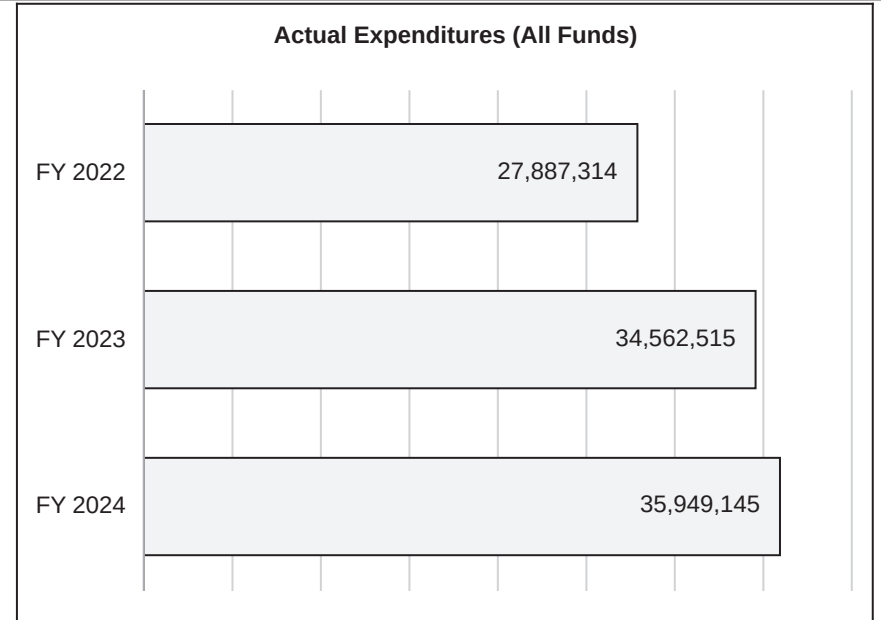 Actual Expenditures (All Funds)
FY 2022 27,887,314
FY 2023 34,562,515
FY 2024 35,949,145